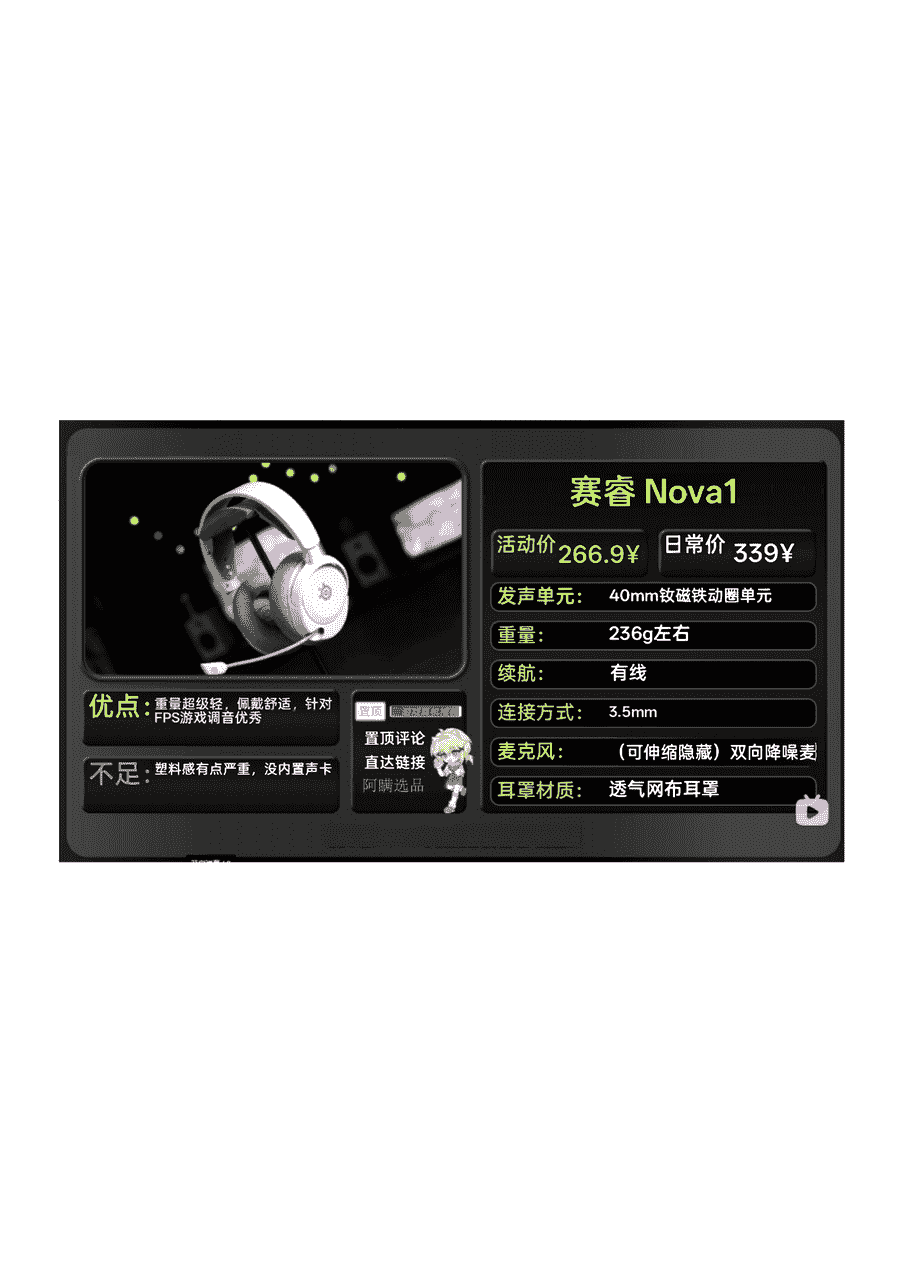 赛睿 Nova1
活动价 266.9¥
日常价 339¥
发声单元： 40mm钕磁铁动圈单元
重量： 236g左右
续航： 有线
连接方式： 3.5mm
麦克风： （可伸缩隐藏）双向降噪麦
耳罩材质： 透气网布耳罩
优点：重量超级轻，佩戴舒适，针对
FPS游戏调音优秀
不足：塑料感有点严重，没内置声卡
置顶
置顶评论
直达链接
阿瞒选品